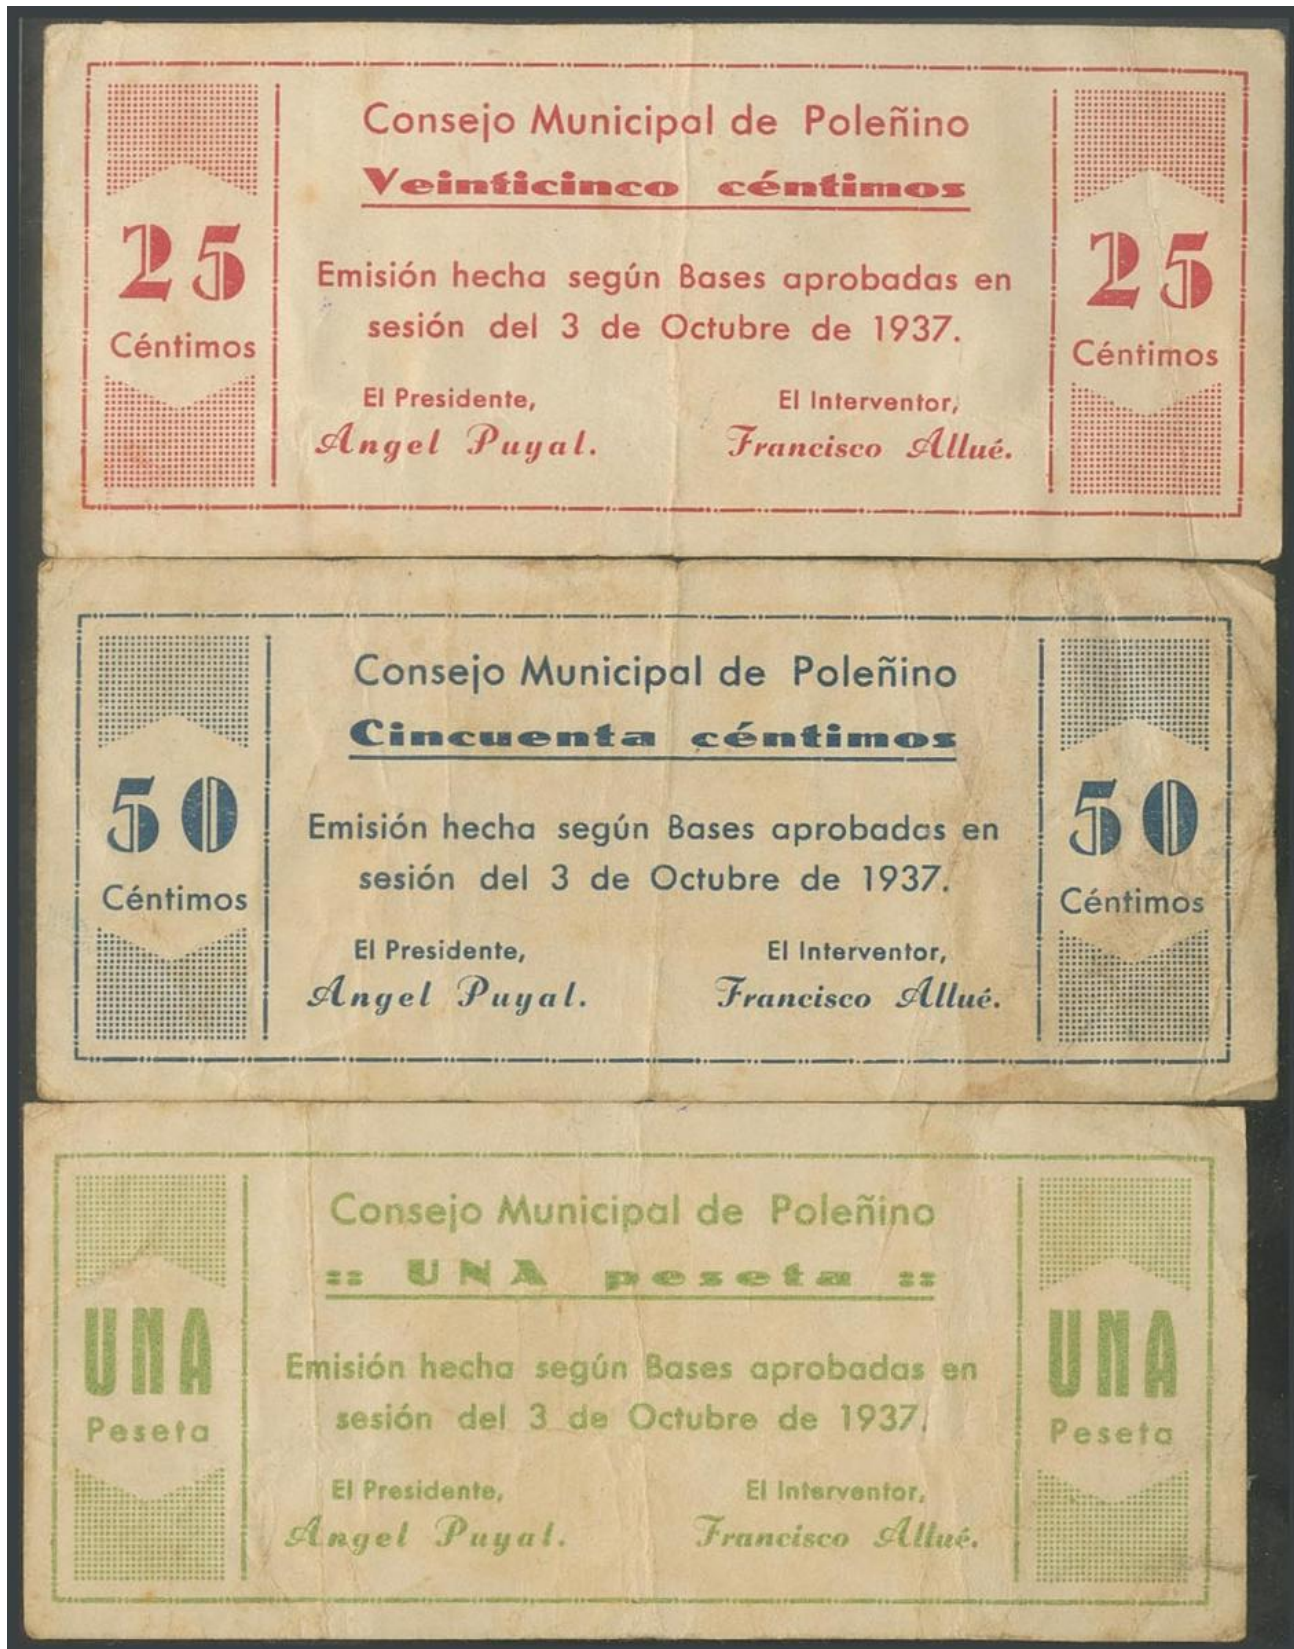 Consejo Municipal de Poleñino
Veinticinco céntimos
25
Céntimos
25
Céntimos
Emisión hecha según Bases aprobadas en
sesión del 3 de Octubre de 1937.
El Presidente,
Angel Puyal.
El Interventor,
Francisco Allué.
Consejo Municipal de Poleñino
Cincuenta céntimos
50
Céntimos
50
Céntimos
Emisión hecha según Bases aprobadas en
sesión del 3 de Octubre de 1937.
El Presidente,
Angel Puyal.
El Interventor,
Francisco Allué.
Consejo Municipal de Poleñino
:: UNA peseta ::
UNA
Peseta
UNA
Peseta
Emisión hecha según Bases aprobadas en
sesión del 3 de Octubre de 1937.
El Presidente,
Angel Puyal.
El Interventor,
Francisco Allué.